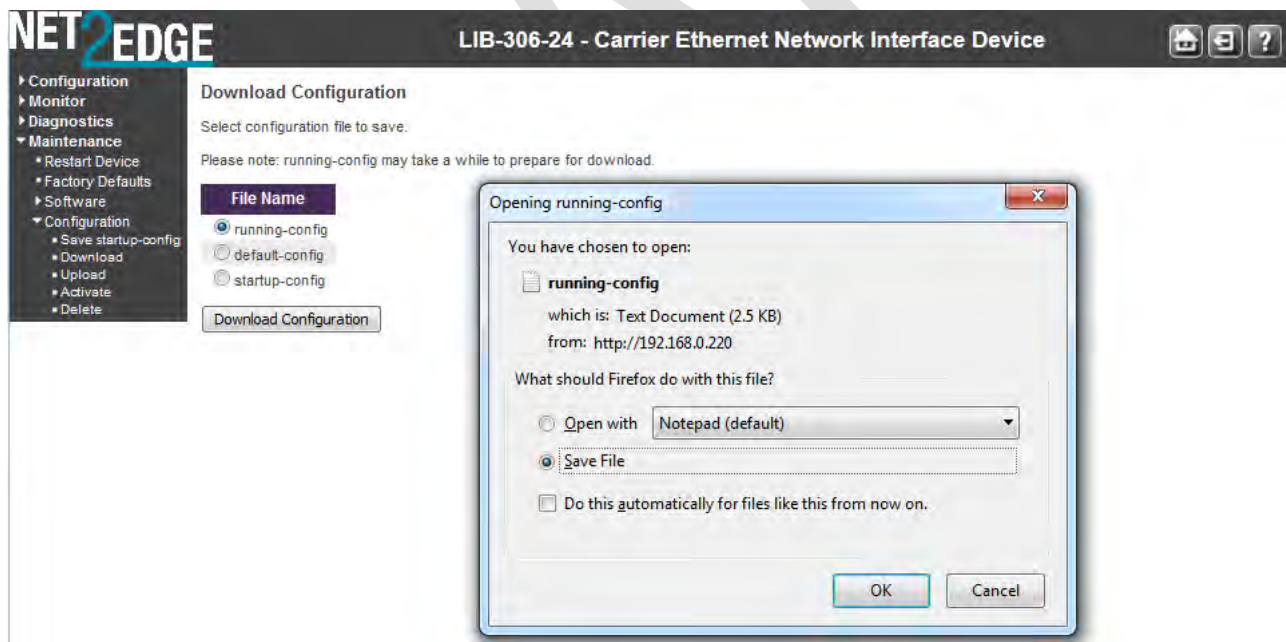 NET2EDGE
LIB-306-24 - Carrier Ethernet Network Interface Device
?
Configuration
Monitor
Diagnostics
Maintenance
Restart Device
Factory Defaults
Software
Configuration
Save startup-config
Download
Upload
Activate
Delete
Download Configuration
Select configuration file to save.
Please note: running-config may take a while to prepare for download.
File Name
running-config
default-config
startup-config
Download Configuration
Opening running-config
x
You have chosen to open:
running-config
which is: Text Document (2.5 KB)
from: http://192.168.0.220
What should Firefox do with this file?
Open with Notepad (default)
Save File
Do this automatically for files like this from now on.
OK Cancel